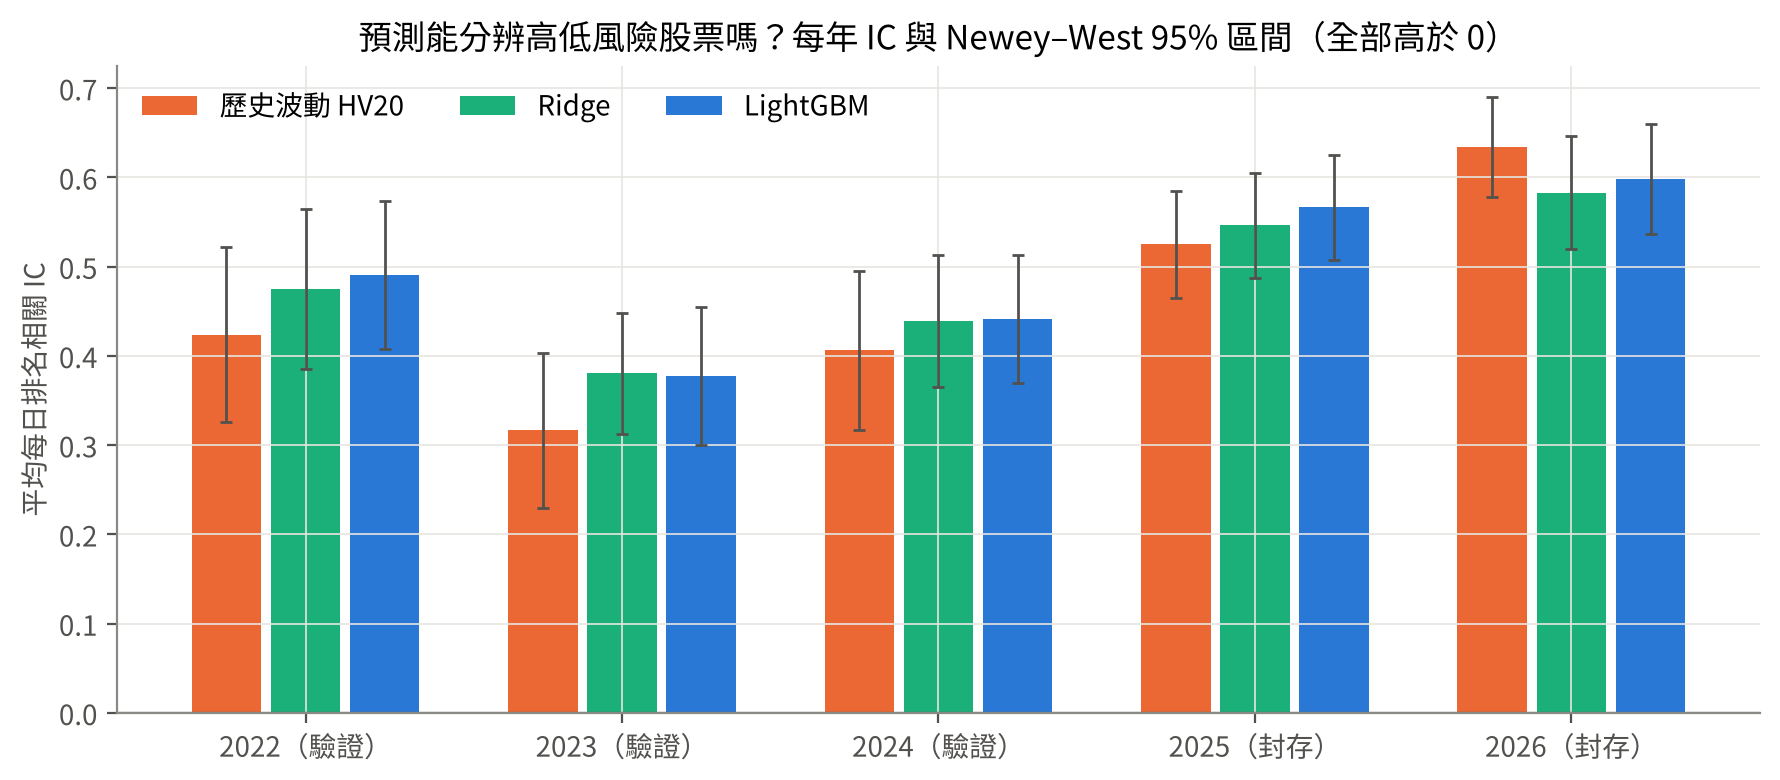 預測能分辨高低風險股票嗎？每年 IC 與 Newey–West 95% 區間（全部高於 0）
歷史波動 HV20
Ridge
LightGBM
平均每日排名相關 IC
0.7
0.6
0.5
0.4
0.3
0.2
0.1
0.0
2022（驗證）
2023（驗證）
2024（驗證）
2025（封存）
2026（封存）